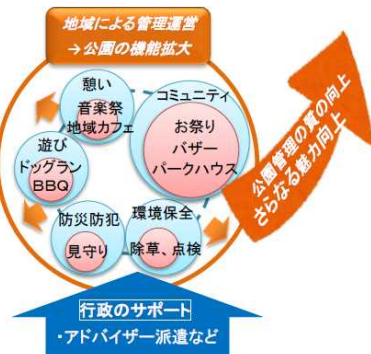 地域による管理運営
→公園の機能拡大
憩い
音楽祭
地域カフェ
コミュニティ
お祭り
バザー
パークハウス
遊び
ドッグラン
BBQ
防災防犯
見守り
環境保全
除草、点検
公園管理の質の向上
さらなる魅力向上
行政のサポート
・アドバイザー派遣など